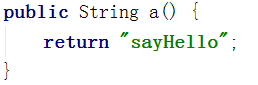 public String a() {
    return "sayHello";
}